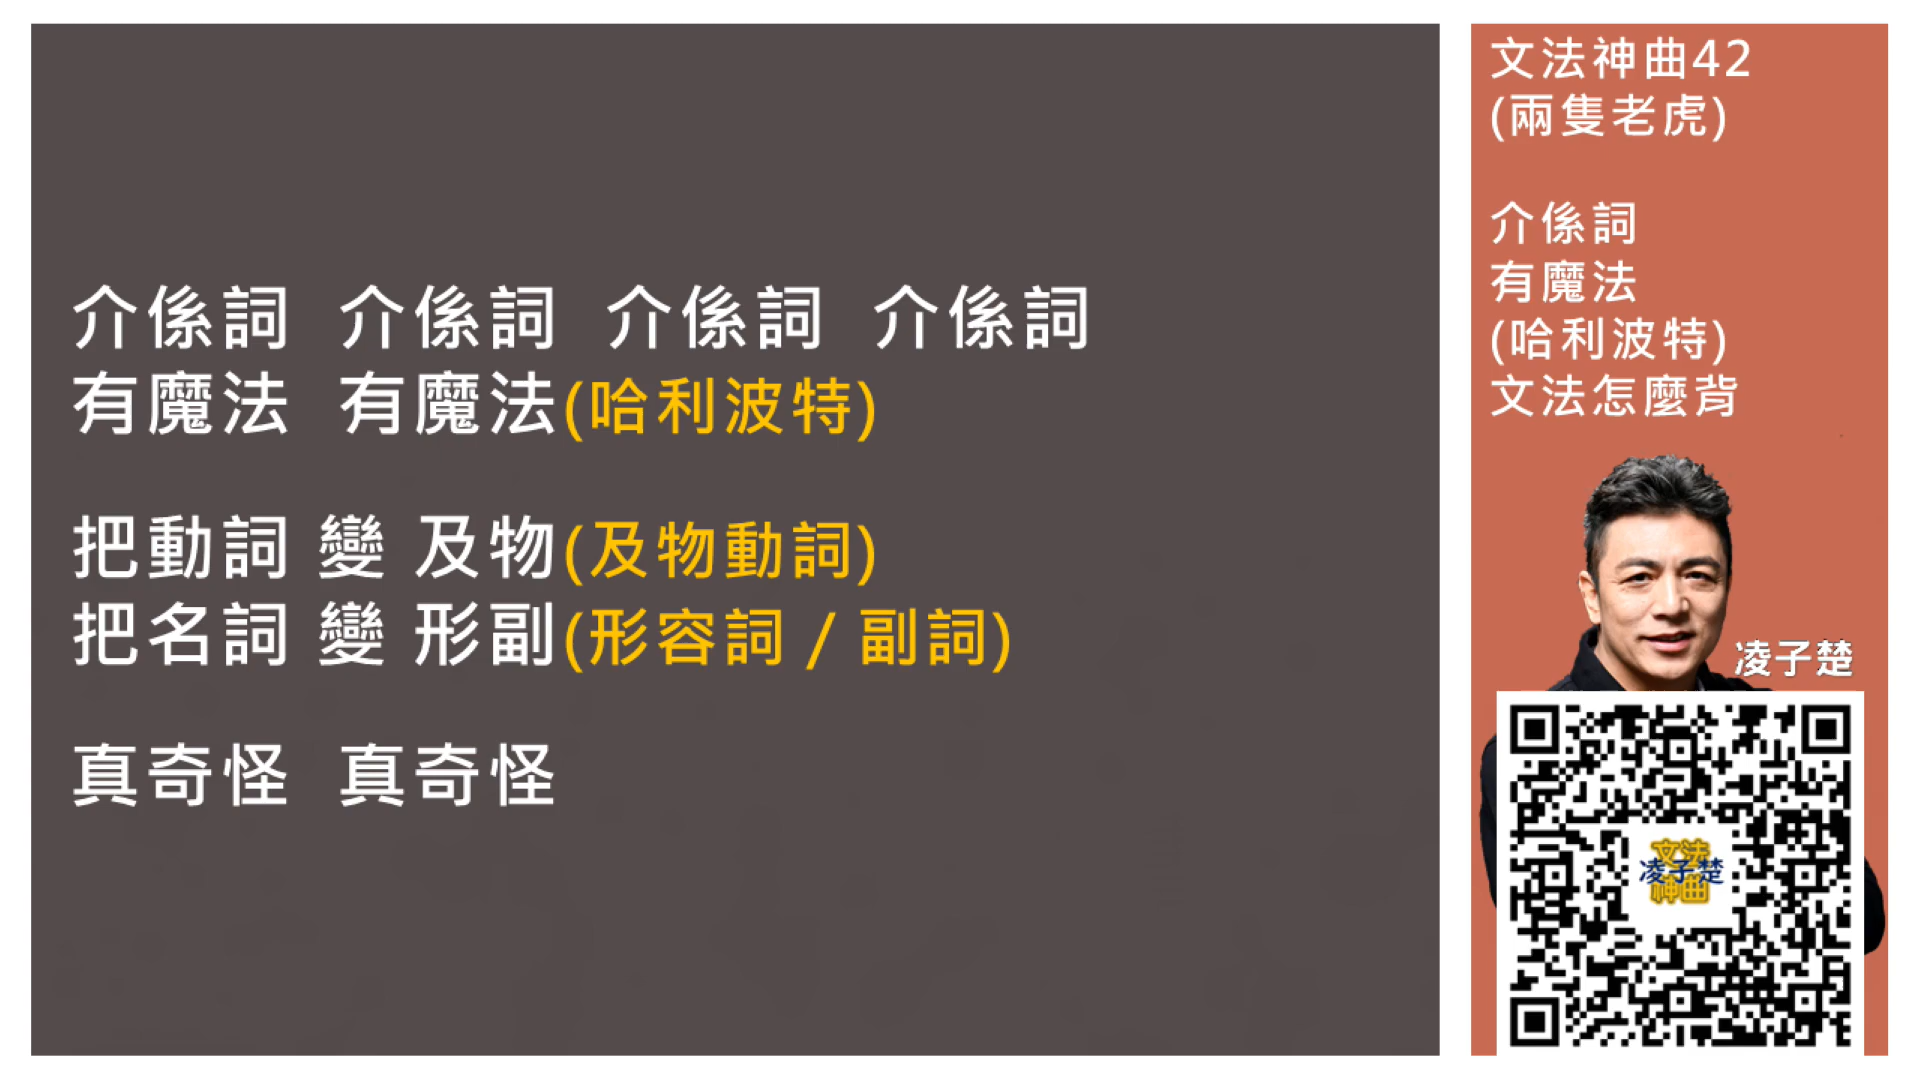 介係詞 介係詞 介係詞 介係詞
有魔法 有魔法(哈利波特)
把動詞 變 及物(及物動詞)
把名詞 變 形副(形容詞 / 副詞)
真奇怪 真奇怪
文法神曲42
(兩隻老虎)
介係詞
有魔法
(哈利波特)
文法怎麼背
凌子楚
文法
凌子楚
神曲